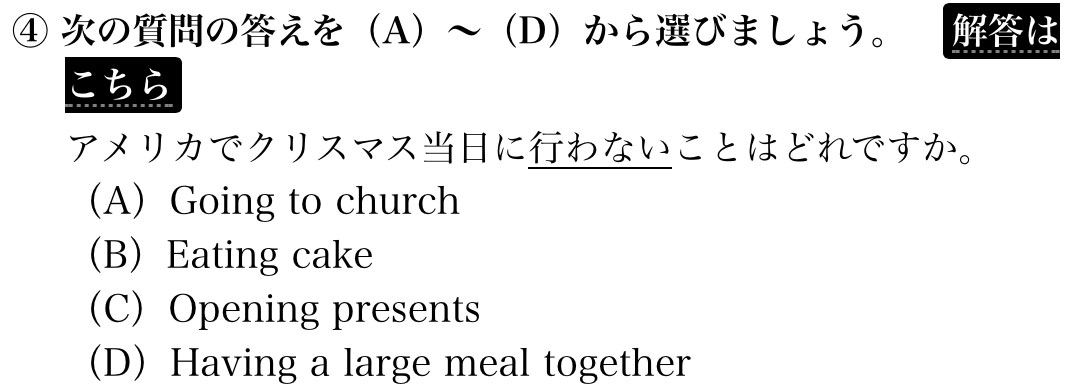 ④ 次の質問の答えを（A）～（D）から選びましょう。 解答は
こちら
アメリカでクリスマス当日に行わないことはどれですか。
（A）Going to church
（B）Eating cake
（C）Opening presents
（D）Having a large meal together